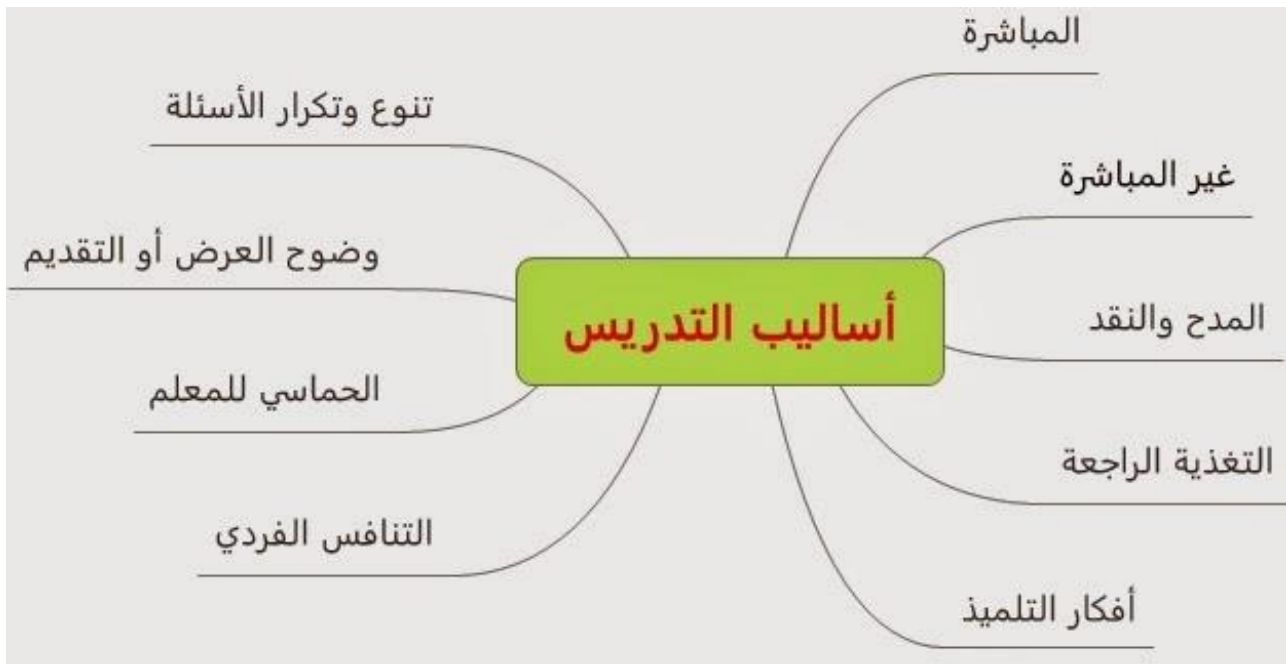 أساليب التدريس
المباشرة
غير المباشرة
المدح والنقد
التغذية الراجعة
أفكار التلميذ
تنوع وتكرار الأسئلة
وضوح العرض أو التقديم
الحماسي للمعلم
التنافس الفردي